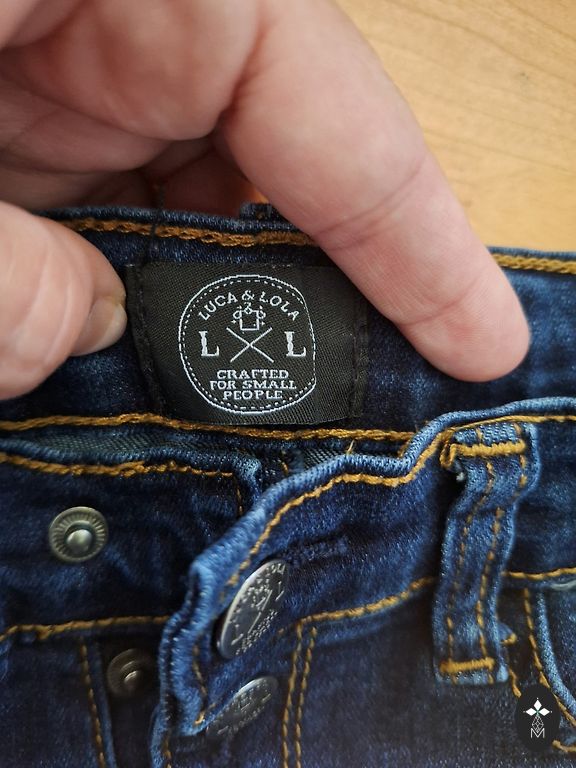 LUCA & LOLA
L L
CRAFTED
FOR SMALL
PEOPLE